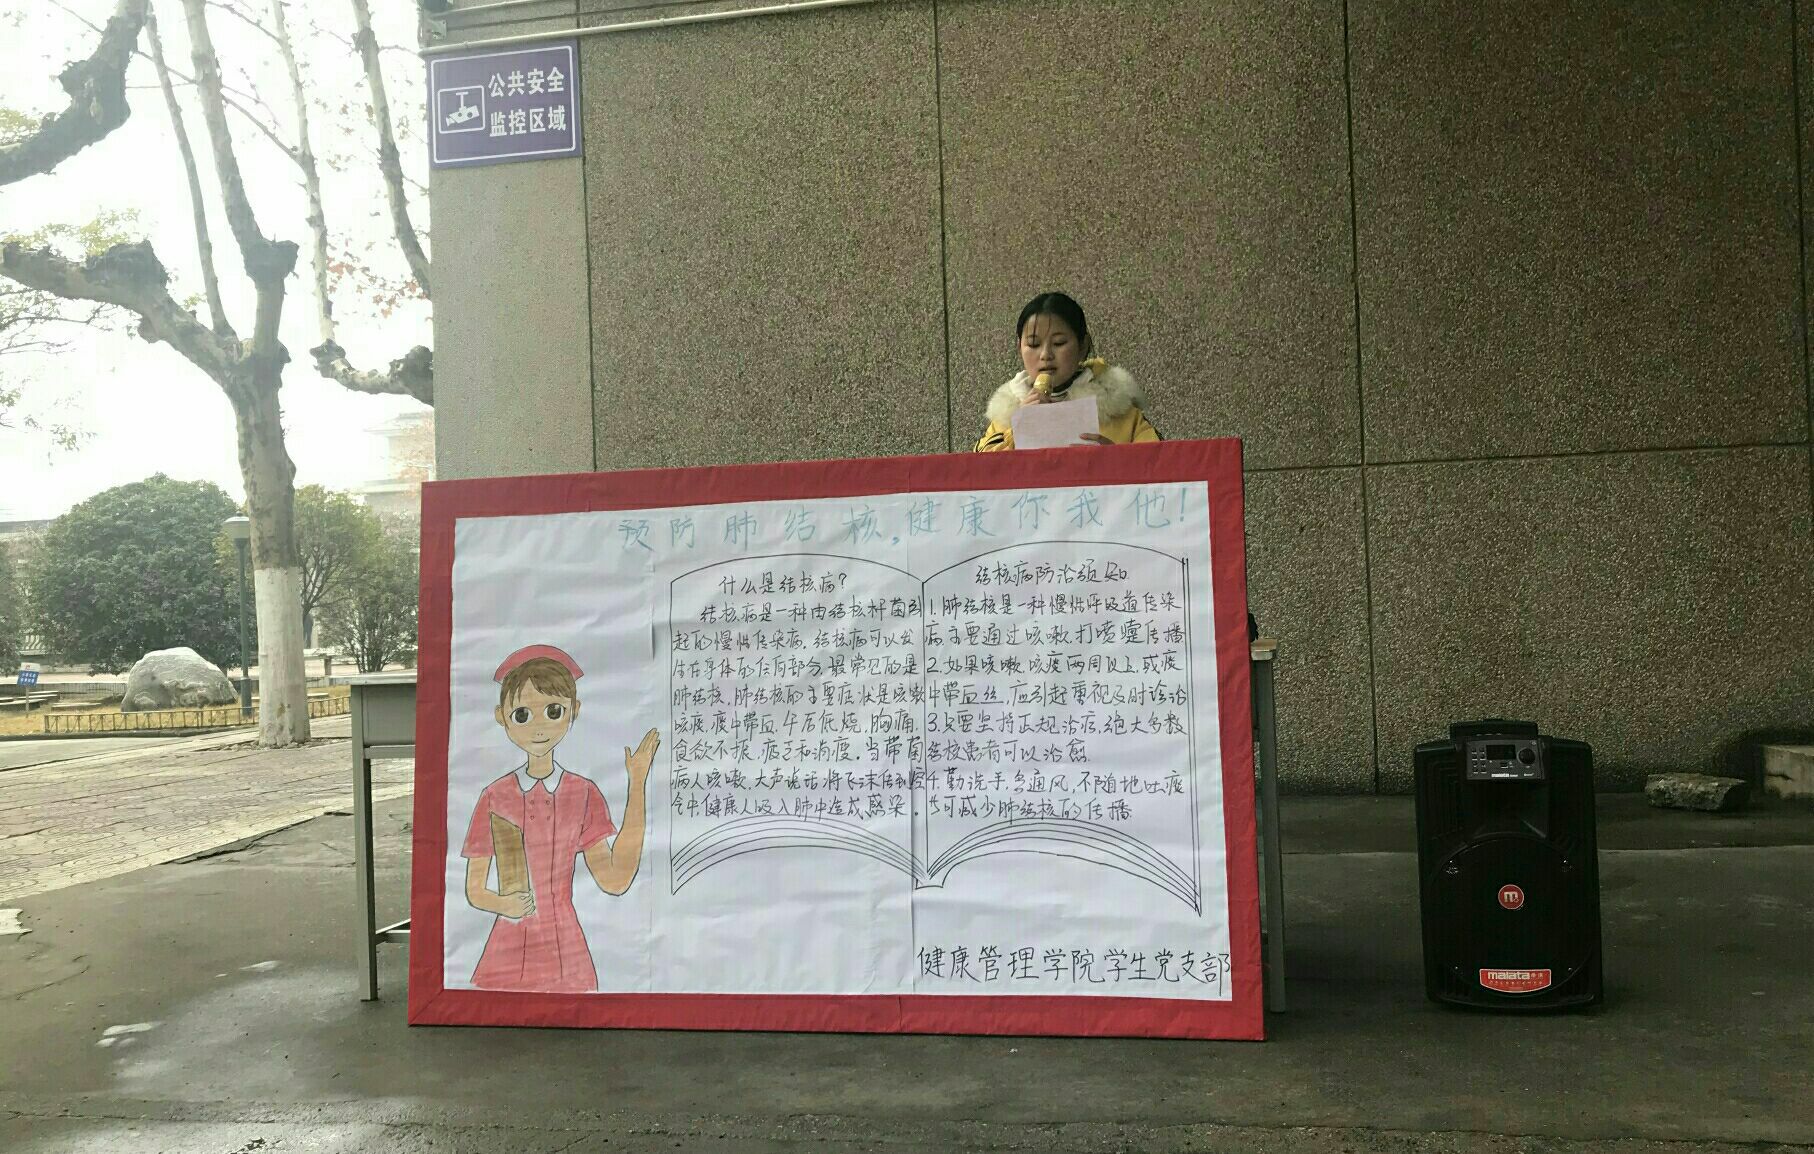 公共安全
监控区域
预防肺结核,健康你我他!
什么是结核病?
结核病是一种由结核杆菌引
起的慢性传染病.结核病可以发
生在身体的任何部分.最常见的是
肺结核,肺结核的主要症状是咳嗽
咳痰,痰中带血.午后低烧.胸痛.
食欲不振.疲乏和消瘦。当带菌
病人咳嗽.大声说话将飞沫传到空
气中.健康人吸入肺中造成感染。
结核病防治须知
1.肺结核是一种慢性呼吸道传染
病.主要通过咳嗽.打喷嚏传播
2.如果咳嗽.咳痰两周以上.或痰
中带血丝.应引起重视及时诊治
3.只要坚持正规治疗,绝大多数
结核患者可以治愈
4.勤洗手,多通风,不随地吐痰
可减少肺结核的传播.
健康管理学院学生党支部
m
malata